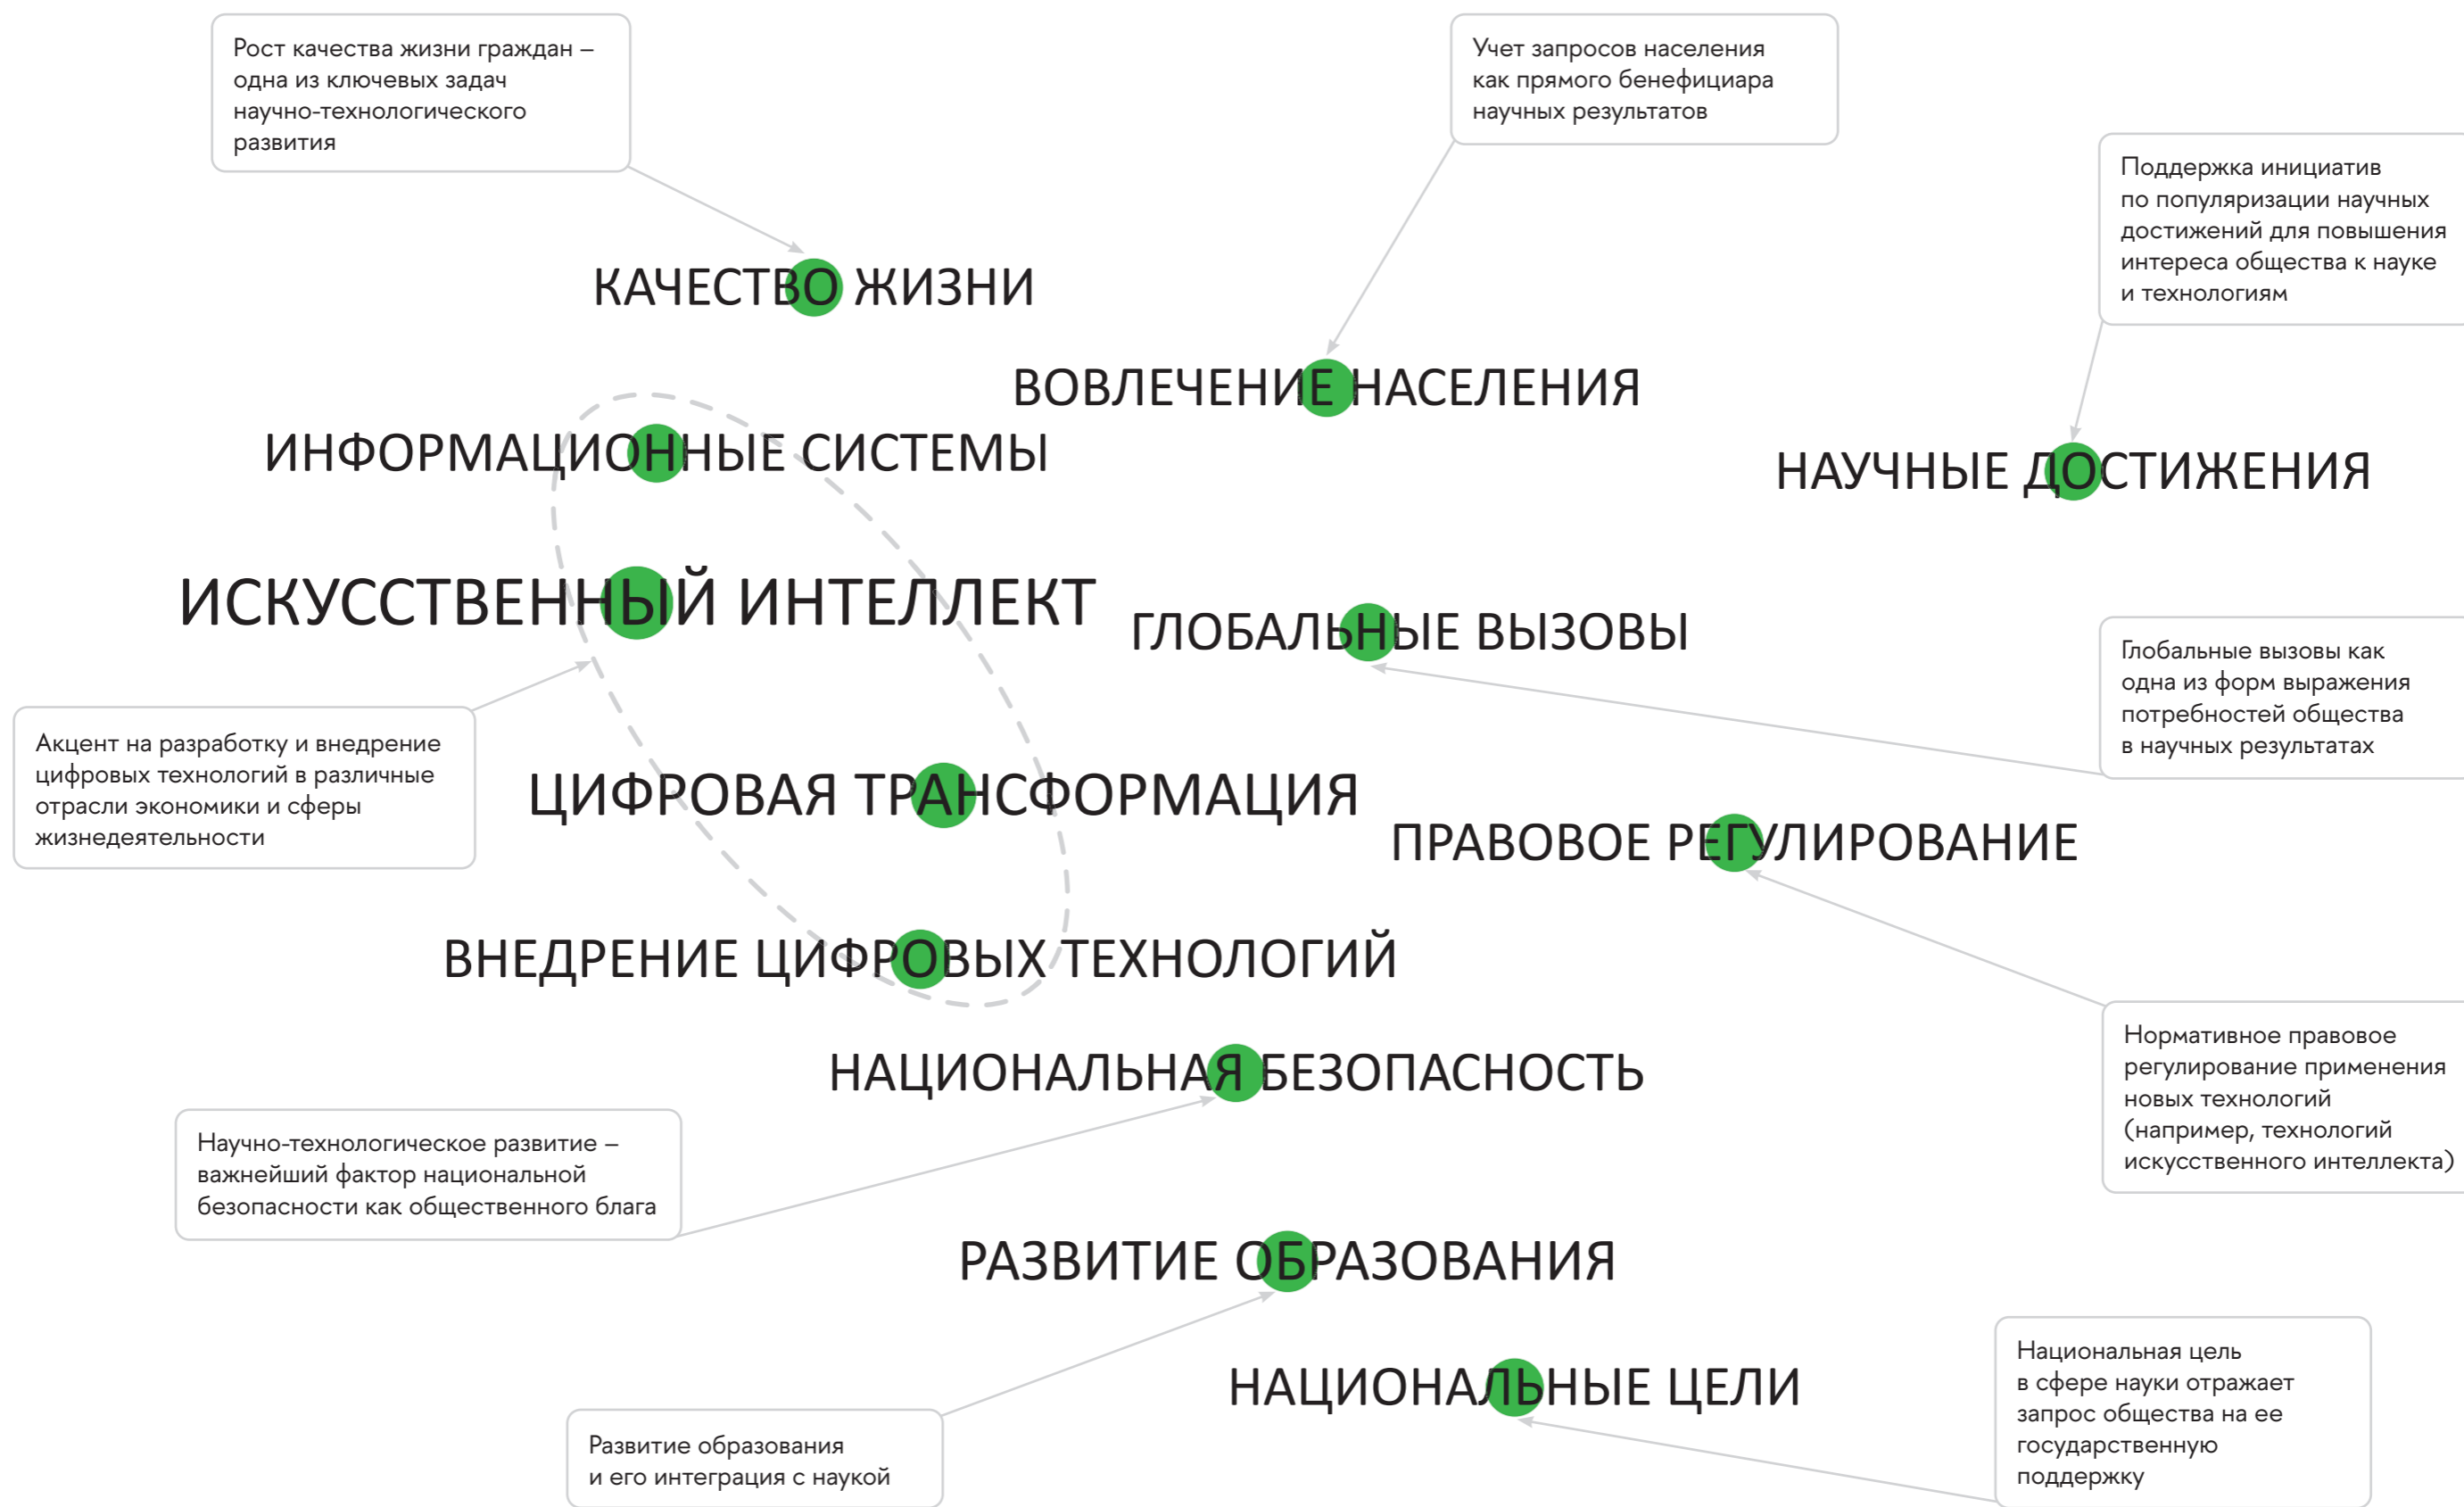 Рост качества жизни граждан –
одна из ключевых задач
научно-технологического
развития
Учет запросов населения
как прямого бенефициара
научных результатов
Поддержка инициатив
по популяризации научных
достижений для повышения
интереса общества к науке
и технологиям
КАЧЕСТВО ЖИЗНИ
ВОВЛЕЧЕНИЕ НАСЕЛЕНИЯ
ИНФОРМАЦИОННЫЕ СИСТЕМЫ
НАУЧНЫЕ ДОСТИЖЕНИЯ
ИСКУССТВЕННЫЙ ИНТЕЛЛЕКТ
ГЛОБАЛЬНЫЕ ВЫЗОВЫ
Глобальные вызовы как
одна из форм выражения
потребностей общества
в научных результатах
Акцент на разработку и внедрение
цифровых технологий в различные
отрасли экономики и сферы
жизнедеятельности
ЦИФРОВАЯ ТРАНСФОРМАЦИЯ
ПРАВОВОЕ РЕГУЛИРОВАНИЕ
ВНЕДРЕНИЕ ЦИФРОВЫХ ТЕХНОЛОГИЙ
Нормативное правовое
регулирование применения
новых технологий
(например, технологий
искусственного интеллекта)
НАЦИОНАЛЬНАЯ БЕЗОПАСНОСТЬ
Научно-технологическое развитие –
важнейший фактор национальной
безопасности как общественного блага
РАЗВИТИЕ ОБРАЗОВАНИЯ
НАЦИОНАЛЬНЫЕ ЦЕЛИ
Национальная цель
в сфере науки отражает
запрос общества на ее
государственную
поддержку
Развитие образования
и его интеграция с наукой